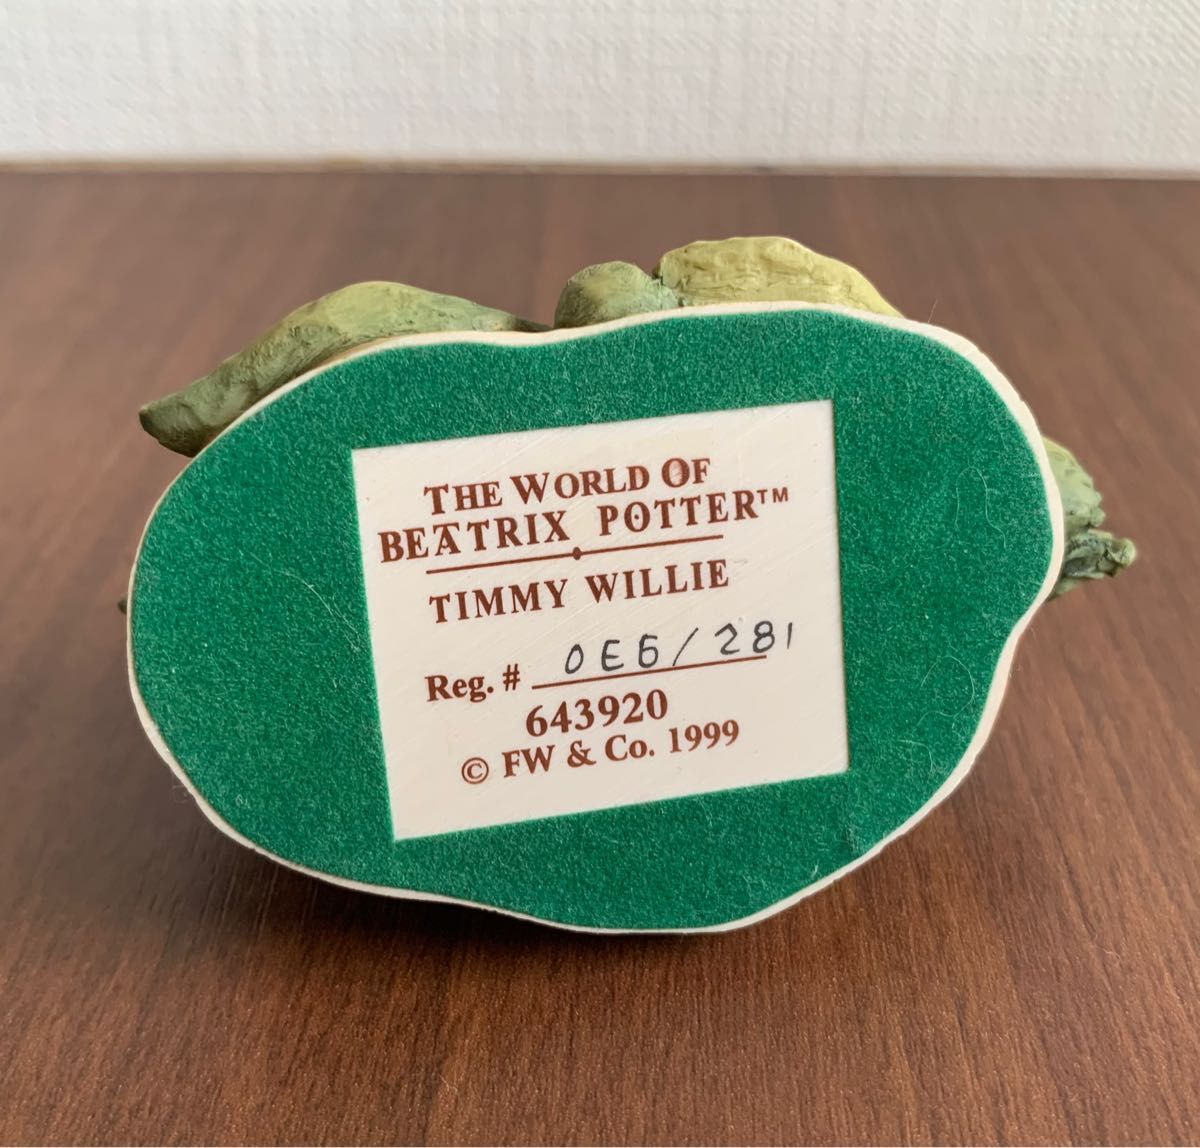 THE WORLD OF
BEATRIX POTTER™
TIMMY WILLIE
Reg. # 0E6/281
643920
© FW & Co. 1999